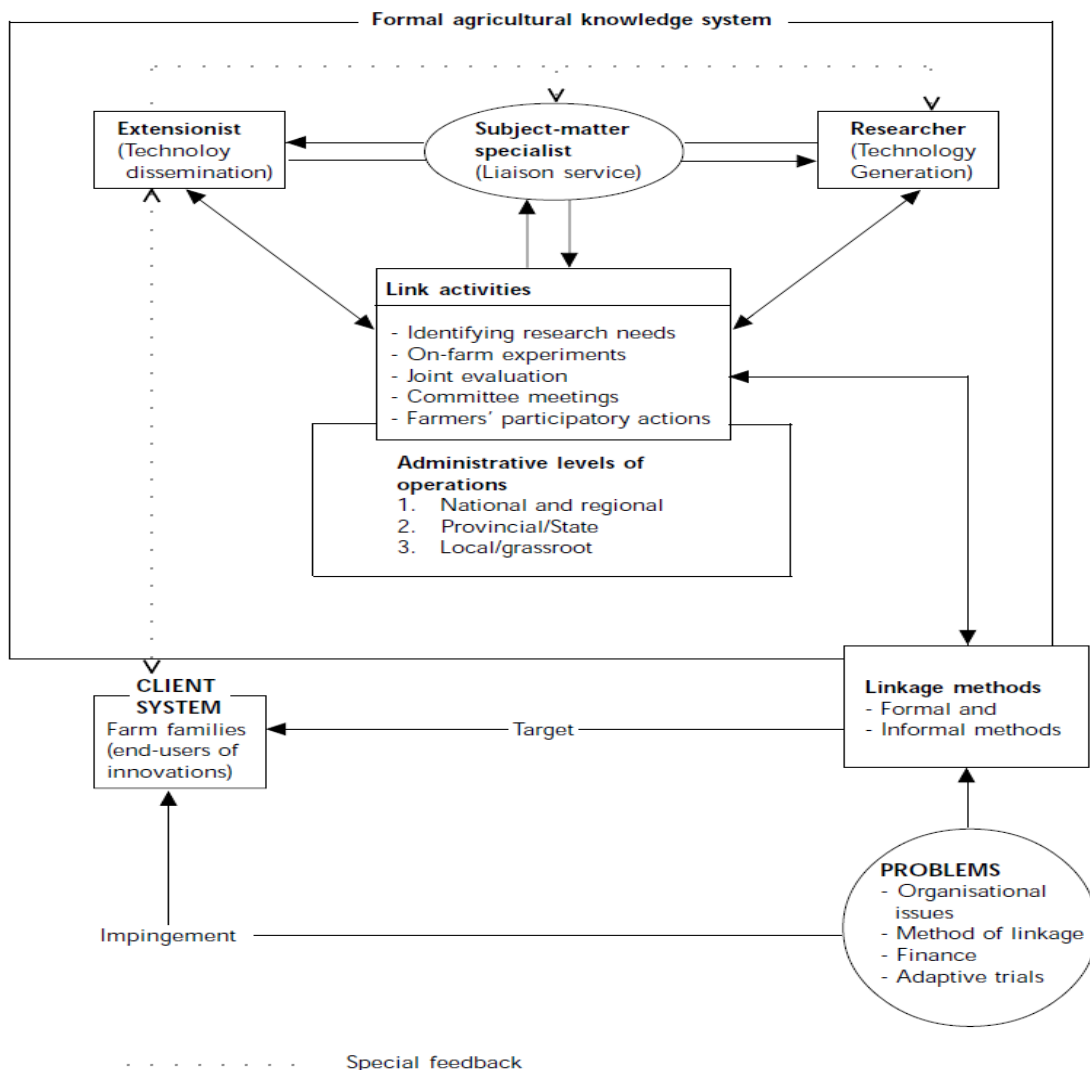 Formal agricultural knowledge system
Extensionist
(Technoloy
dissemination)
Subject-matter
specialist
(Liaison service)
Researcher
(Technology
Generation)
Link activities
- Identifying research needs
- On-farm experiments
- Joint evaluation
- Committee meetings
- Farmers' participatory actions
Administrative levels of
operations
1. National and regional
2. Provincial/State
3. Local/grassroot
CLIENT
SYSTEM
Farm families
(end-users of
innovations)
Target
Linkage methods
- Formal and
- Informal methods
PROBLEMS
- Organisational
issues
- Method of linkage
- Finance
- Adaptive trials
Impingement
Special feedback